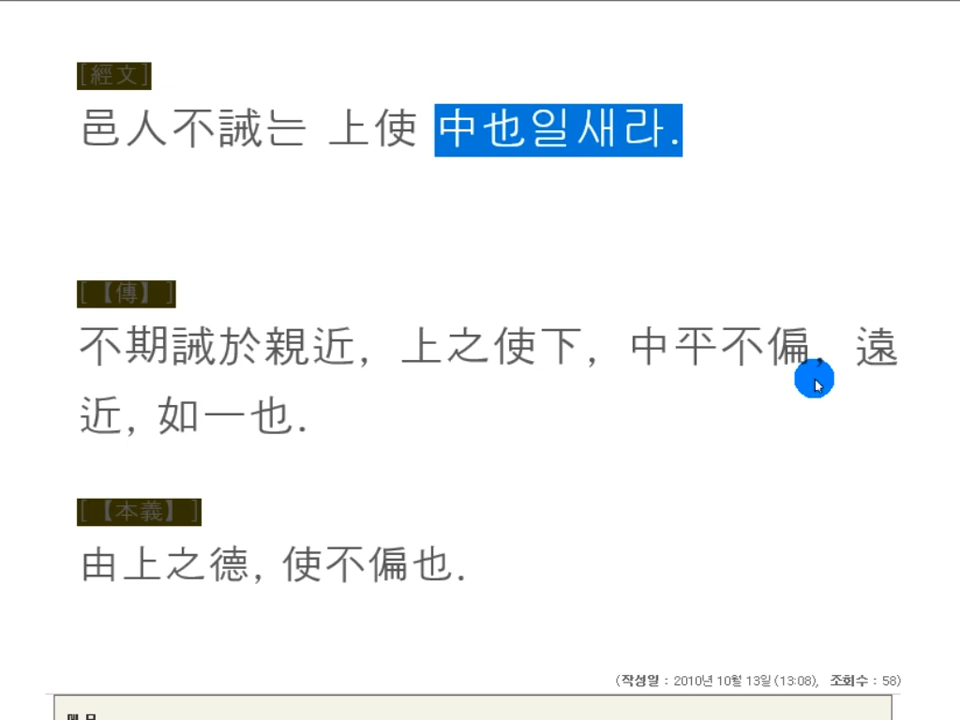 [經文]
邑人不誡는 上使 中也일새라.
[【傳】]
不期誡於親近, 上之使下, 中平不偏, 遠
近, 如一也.
[【本義】]
由上之德, 使不偏也.
(작성일 : 2010년 10월 13일 (13:08), 조회수 : 58)